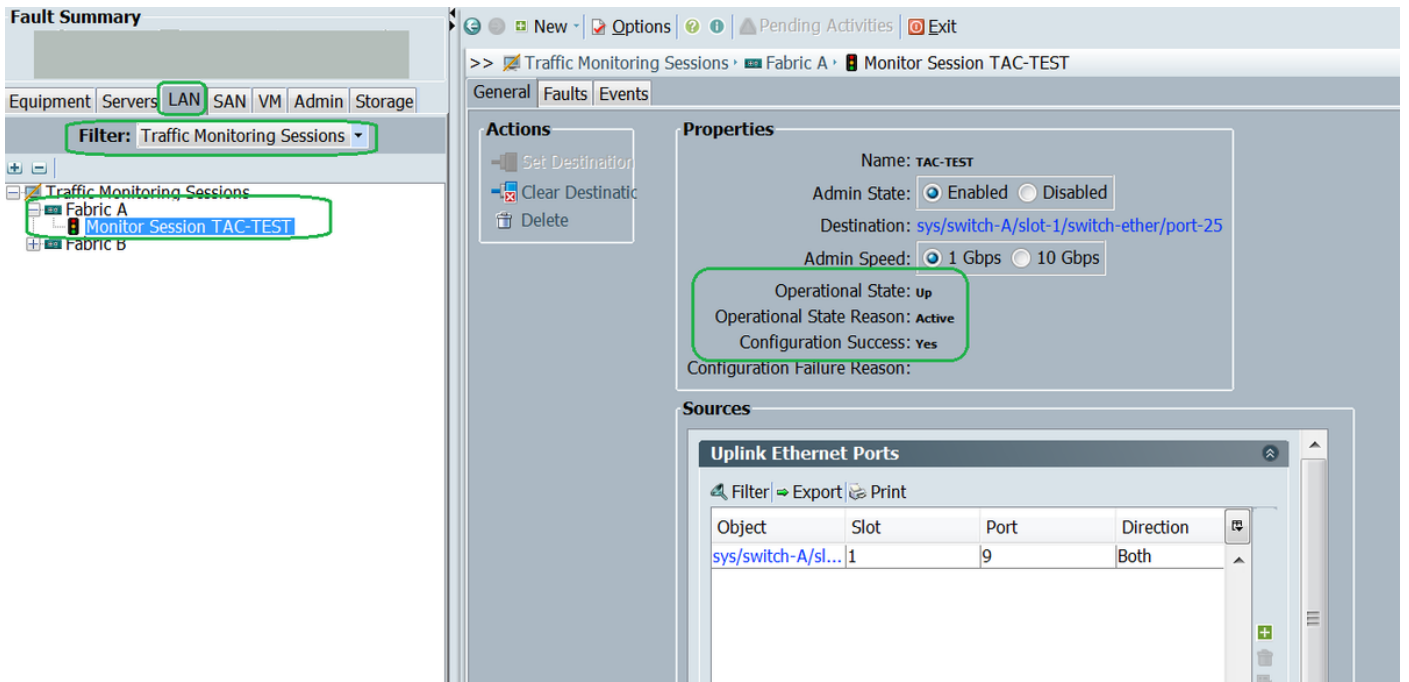 Fault Summary
New Options Pending Activities Exit
>> Traffic Monitoring Sessions Fabric A Monitor Session TAC-TEST
Equipment Servers LAN SAN VM Admin Storage
Filter: Traffic Monitoring Sessions
Traffic Monitoring Sessions
Fabric A
Monitor Session TAC-TEST
Fabric B
General Faults Events
Actions
Set Destination
Clear Destinatic
Delete
Properties
Name: TAC-TEST
Admin State: Enabled Disabled
Destination: sys/switch-A/slot-1/switch-ether/port-25
Admin Speed: 1 Gbps 10 Gbps
Operational State: Up
Operational State Reason: Active
Configuration Success: Yes
Configuration Failure Reason:
Sources
Uplink Ethernet Ports
Filter Export Print
Object Slot Port Direction
sys/switch-A/sl... 1 9 Both